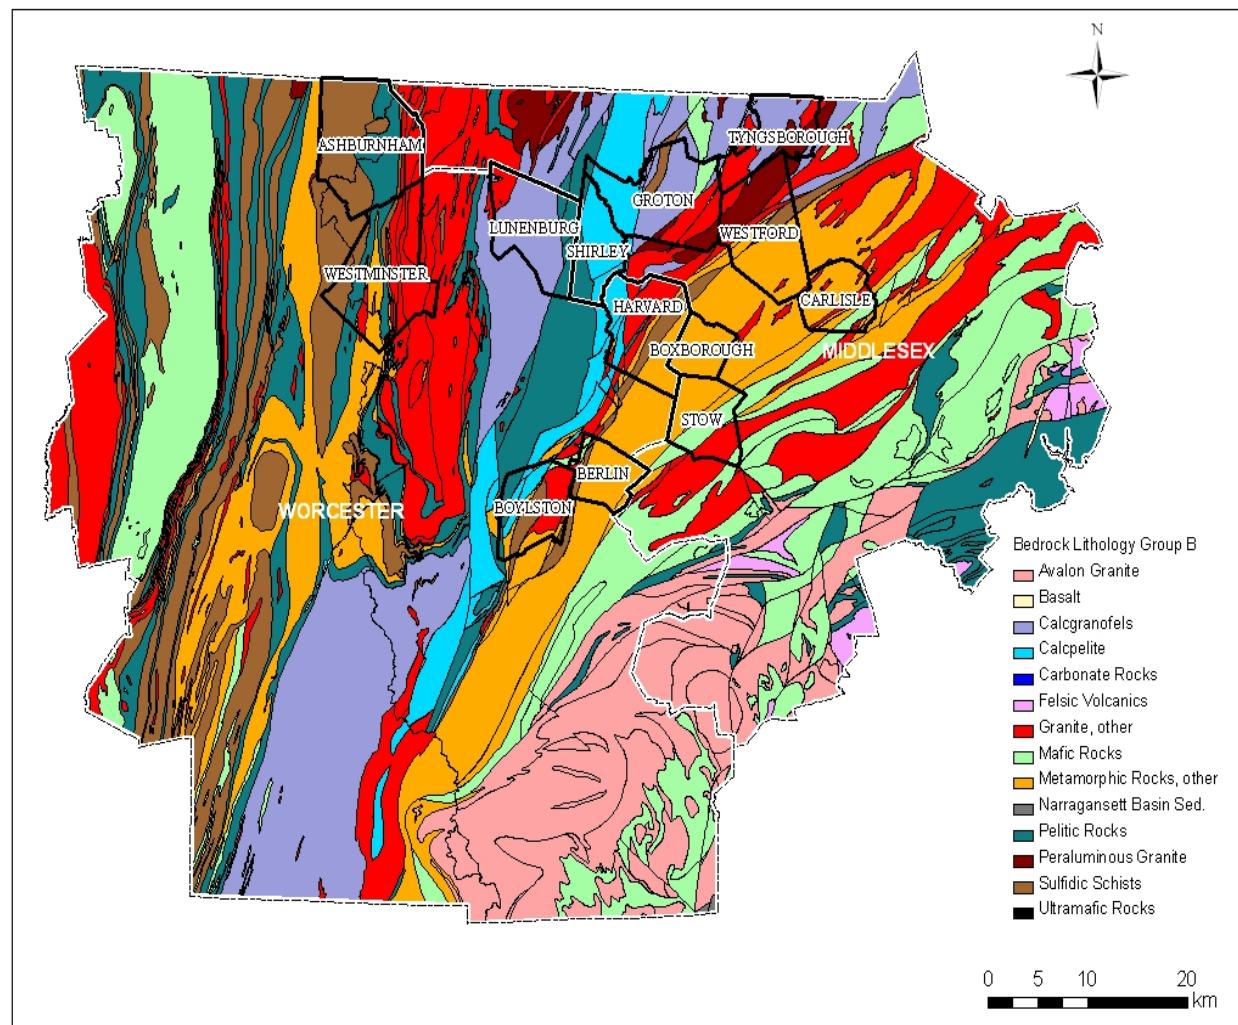 N
TYNGSBOROUGH
ASHBURNHAM
GROTON
LUNENBURG
WESTFORD
SHIRLEY
WESTMINSTER
CARLISLE
HARVARD
BOXBOROUGH
MIDDLESEX
STOW
BERLIN
BOYLSTON
WORCESTER
Bedrock Lithology Group B
Avalon Granite
Basalt
Calcgranofels
Calcpelite
Carbonate Rocks
Felsic Volcanics
Granite, other
Mafic Rocks
Metamorphic Rocks, other
Narragansett Basin Sed.
Pelitic Rocks
Peraluminous Granite
Sulfidic Schists
Ultramafic Rocks
0 5 10 20
km